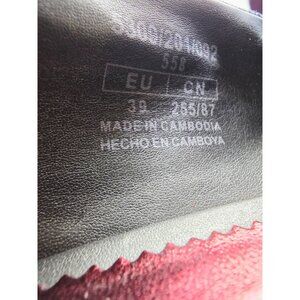 558
EU CN
39 255/87
MADE IN CAMBODIA
HECHO EN CAMBOYA